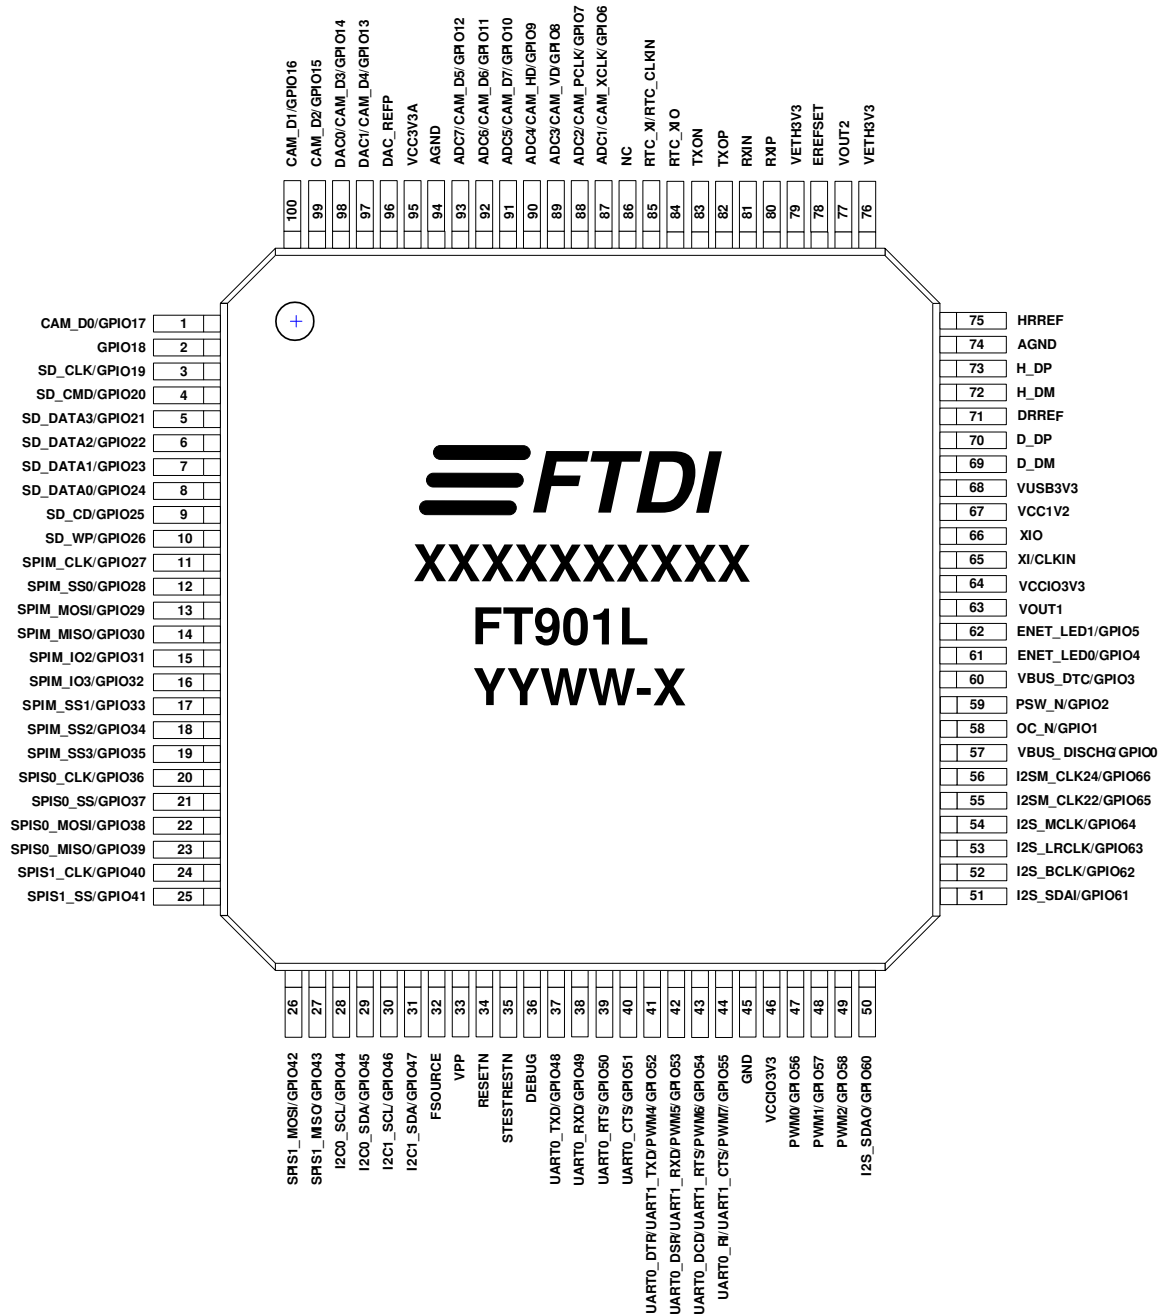 CAM_D1/GPIO16
CAM_D2/GPIO15
DAC0/CAM_D3/GPIO14
DAC1/CAM_D4/GPIO13
DAC_REFP
VCC3V3A
AGND
ADC7/CAM_D5/GPIO12
ADC6/CAM_D6/GPIO11
ADC5/CAM_D7/GPIO10
ADC4/CAM_HD/GPIO9
ADC3/CAM_VD/GPIO8
ADC2/CAM_PCLK/GPIO7
ADC1/CAM_XCLK/GPIO6
NC
RTC_XI/RTC_CLKIN
RTC_XIO
TXON
TXOP
RXIN
RXIP
VETH3V3
EREFSET
VOUT2
VETH3V3
100
99
98
97
96
95
94
93
92
91
90
89
88
87
86
85
84
83
82
81
80
79
78
77
76
CAM_D0/GPIO17 1
GPIO18 2
SD_CLK/GPIO19 3
SD_CMD/GPIO20 4
SD_DATA3/GPIO21 5
SD_DATA2/GPIO22 6
SD_DATA1/GPIO23 7
SD_DATA0/GPIO24 8
SD_CD/GPIO25 9
SD_WP/GPIO26 10
SPIM_CLK/GPIO27 11
SPIM_SS0/GPIO28 12
SPIM_MOSI/GPIO29 13
SPIM_MISO/GPIO30 14
SPIM_IO2/GPIO31 15
SPIM_IO3/GPIO32 16
SPIM_SS1/GPIO33 17
SPIM_SS2/GPIO34 18
SPIM_SS3/GPIO35 19
SPIS0_CLK/GPIO36 20
SPIS0_SS/GPIO37 21
SPIS0_MOSI/GPIO38 22
SPIS0_MISO/GPIO39 23
SPIS1_CLK/GPIO40 24
SPIS1_SS/GPIO41 25
FTDI
XXXXXXXXXX
FT901L
YYWW-X
75 HRREF
74 AGND
73 H_DP
72 H_DM
71 DRREF
70 D_DP
69 D_DM
68 VUSB3V3
67 VCC1V2
66 XIO
65 XI/CLKIN
64 VCCIO3V3
63 VOUT1
62 ENET_LED1/GPIO5
61 ENET_LED0/GPIO4
60 VBUS_DTC/GPIO3
59 PSW_N/GPIO2
58 OC_N/GPIO1
57 VBUS_DISCHG/GPIO0
56 I2SM_CLK24/GPIO66
55 I2SM_CLK22/GPIO65
54 I2S_MCLK/GPIO64
53 I2S_LRCLK/GPIO63
52 I2S_BCLK/GPIO62
51 I2S_SDAI/GPIO61
26
27
28
29
30
31
32
33
34
35
36
37
38
39
40
41
42
43
44
45
46
47
48
49
50
SPIS1_MOSI/GPIO42
SPIS1_MISO/GPIO43
I2C0_SCL/GPIO44
I2C0_SDA/GPIO45
I2C1_SCL/GPIO46
I2C1_SDA/GPIO47
FSOURCE
VPP
RESETN
STESTRESTN
DEBUG
UART0_TXD/GPIO48
UART0_RXD/GPIO49
UART0_RTS/GPIO50
UART0_CTS/GPIO51
UART0_DTR/UART1_TXD/PWM4/GPIO52
UART0_DSR/UART1_RXD/PWM5/GPIO53
UART0_DCD/UART1_RTS/PWM6/GPIO54
UART0_RI/UART1_CTS/PWM7/GPIO55
GND
VCCIO3V3
PWM0/GPIO56
PWM1/GPIO57
PWM2/GPIO58
I2S_SDAO/GPIO60